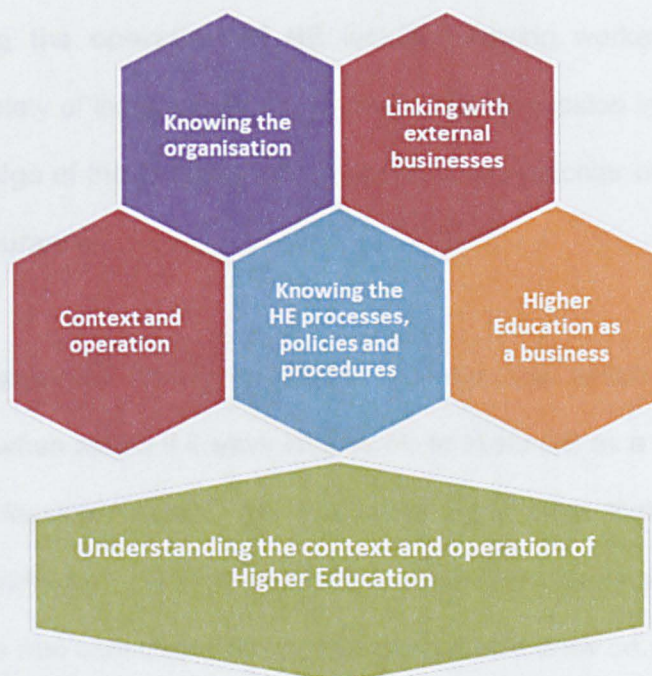 Knowing the
organisation
Linking with
external
businesses
Context and
operation
Knowing the
HE processes,
policies and
procedures
Higher
Education as
a business
Understanding the context and operation of
Higher Education